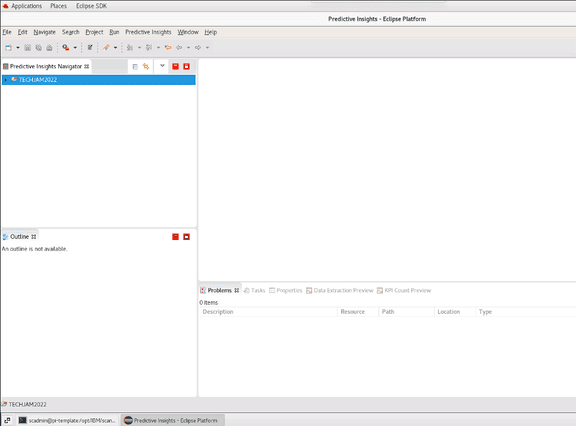 Applications Places Eclipse SDK
Predictive Insights - Eclipse Platform
File Edit Navigate Search Project Run Predictive Insights Window Help
Predictive Insights Navigator
TECHJAM2022
Outline
An outline is not available.
Problems Tasks Properties Data Extraction Preview KPI Count Preview
0 items
Description Resource Path Location Type
TECHJAM2022
scadmin@pi-template:/opt/IBM/scan... Predictive Insights - Eclipse Platform